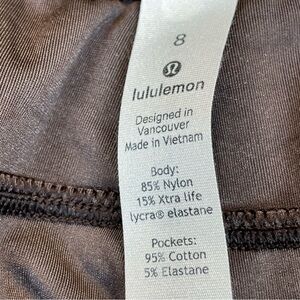 8
lululemon
Designed in
Vancouver
Made in Vietnam
Body:
85% Nylon
15% Xtra life
lycra® elastane
Pockets:
95% Cotton
5% Elastane